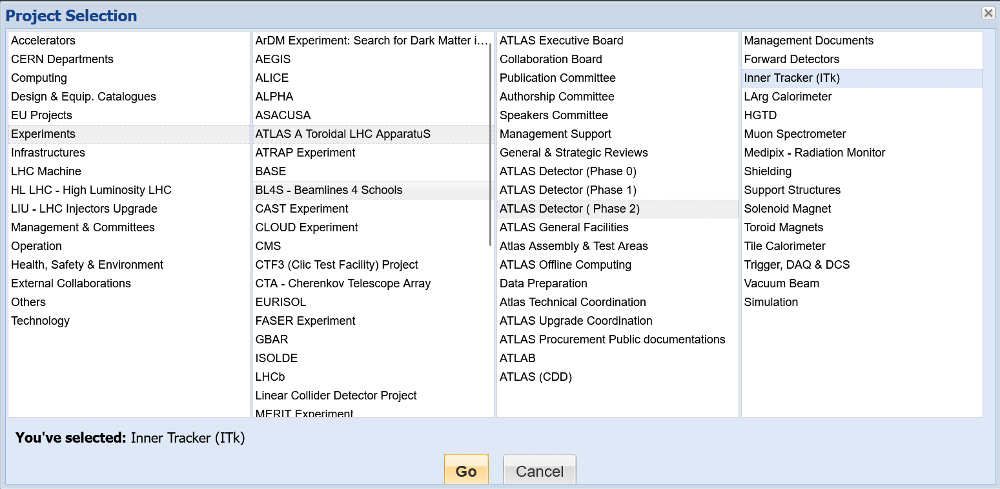 Project Selection
Accelerators
CERN Departments
Computing
Design & Equip. Catalogues
EU Projects
Experiments
Infrastructures
LHC Machine
HL LHC - High Luminosity LHC
LIU - LHC Injectors Upgrade
Management & Committees
Operation
Health, Safety & Environment
External Collaborations
Others
Technology
ArDM Experiment: Search for Dark Matter i...
AEGIS
ALICE
ALPHA
ASACUSA
ATLAS A Toroidal LHC ApparatuS
ATRAP Experiment
BASE
BL4S - Beamlines 4 Schools
CAST Experiment
CLOUD Experiment
CMS
CTF3 (Clic Test Facility) Project
CTA - Cherenkov Telescope Array
EURISOL
FASER Experiment
GBAR
ISOLDE
LHCb
Linear Collider Detector Project
MERIT Experiment
ATLAS Executive Board
Collaboration Board
Publication Committee
Authorship Committee
Speakers Committee
Management Support
General & Strategic Reviews
ATLAS Detector (Phase 0)
ATLAS Detector (Phase 1)
ATLAS Detector ( Phase 2)
ATLAS General Facilities
Atlas Assembly & Test Areas
ATLAS Offline Computing
Data Preparation
Atlas Technical Coordination
ATLAS Upgrade Coordination
ATLAS Procurement Public documentations
ATLAB
ATLAS (CDD)
Management Documents
Forward Detectors
Inner Tracker (ITk)
LArg Calorimeter
HGTD
Muon Spectrometer
Medipix - Radiation Monitor
Shielding
Support Structures
Solenoid Magnet
Toroid Magnets
Tile Calorimeter
Trigger, DAQ & DCS
Vacuum Beam
Simulation
You've selected: Inner Tracker (ITk)
Go
Cancel